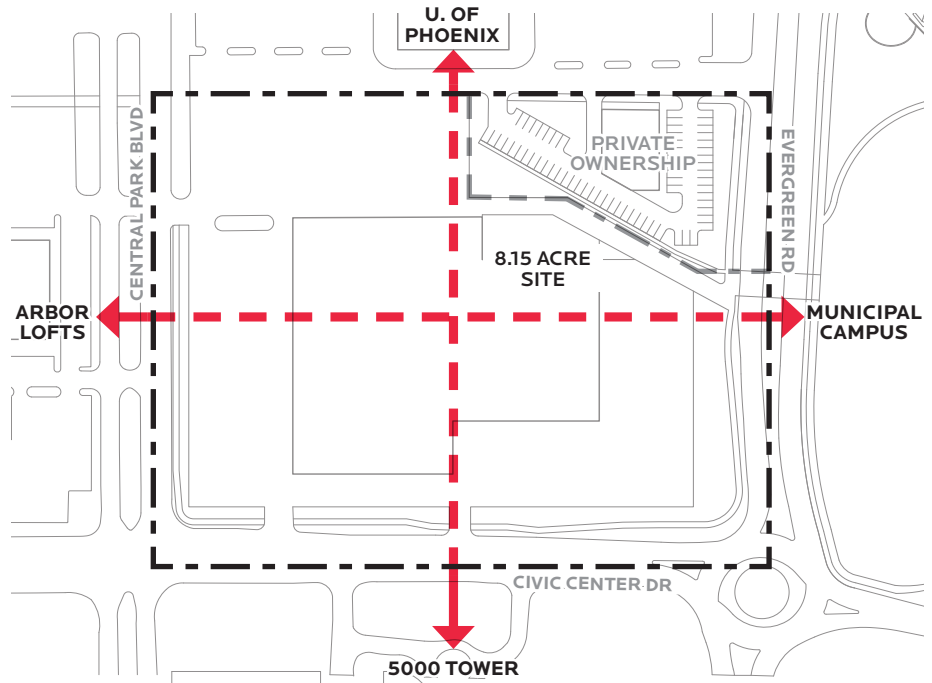 U. OF
PHOENIX
CENTRAL PARK BLVD
PRIVATE
OWNERSHIP
EVERGREEN RD
8.15 ACRE
SITE
ARBOR
LOFTS
MUNICIPAL
CAMPUS
CIVIC CENTER DR
5000 TOWER